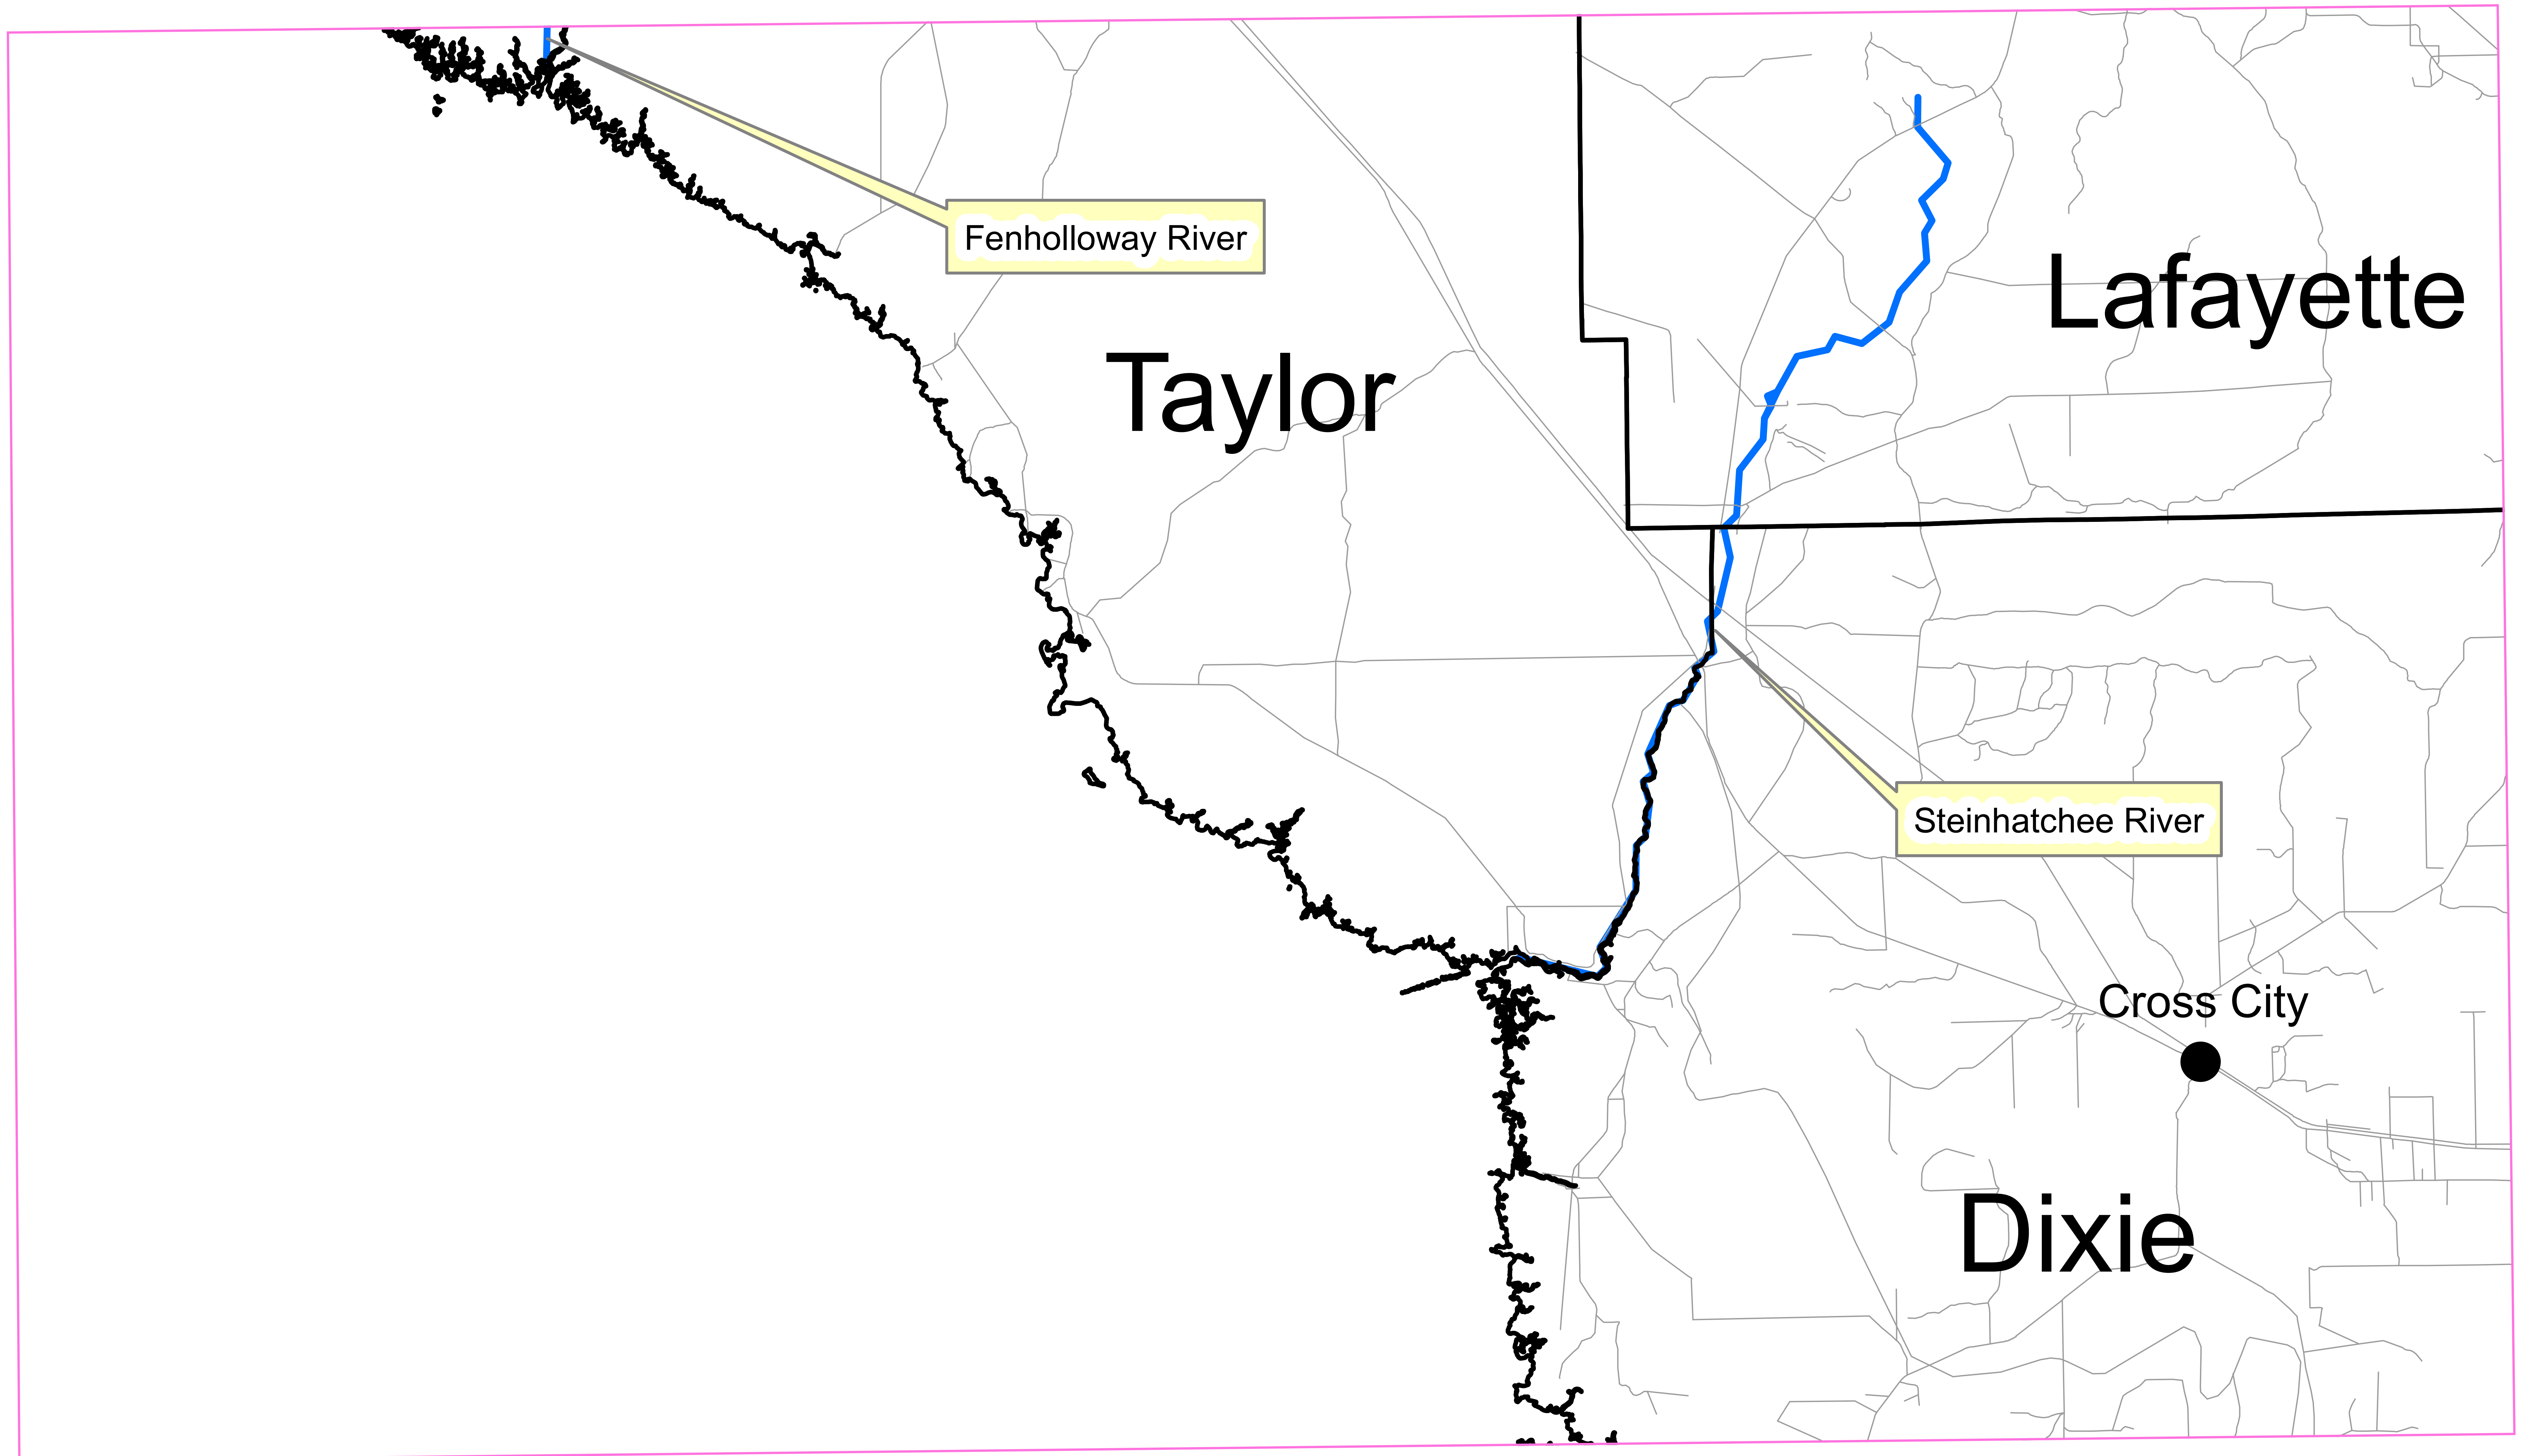 Fenholloway River
Lafayette
Taylor
Steinhatchee River
Cross City
Dixie